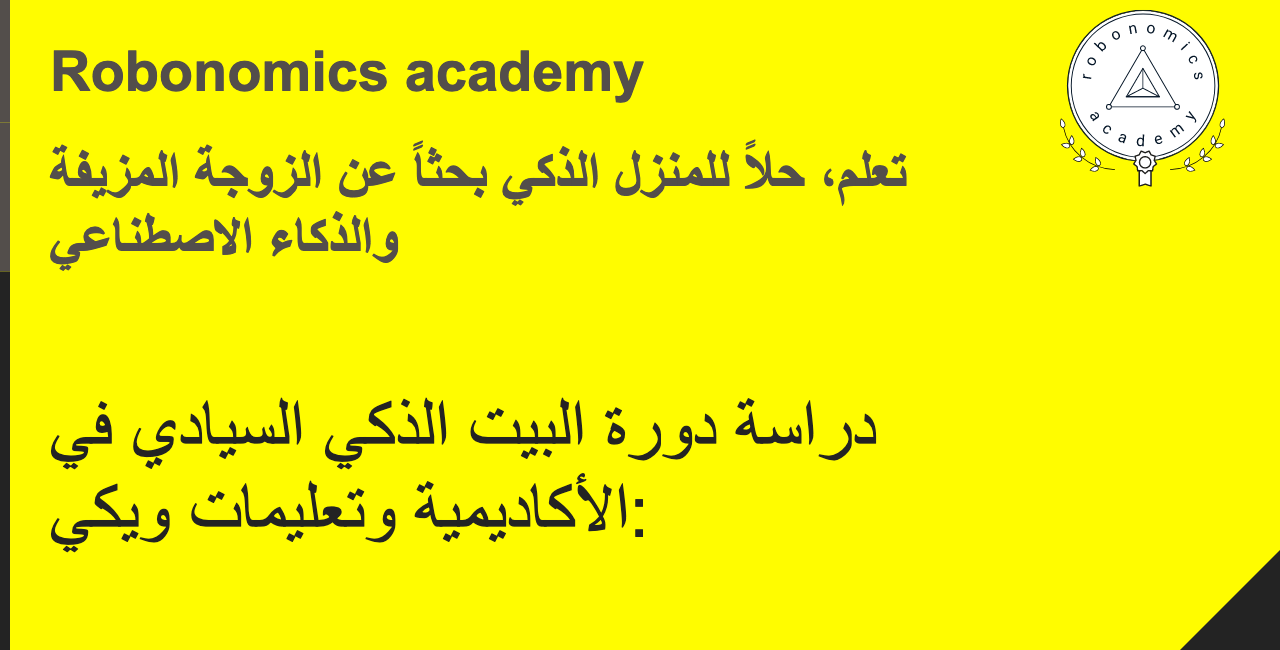 Robonomics academy
robonomics
academy
تعلم، حلاً للمنزل الذكي بحثاً عن الزوجة المزيفة
والذكاء الاصطناعي
دراسة دورة البيت الذكي السيادي في
الأكاديمية وتعليمات ويكي: